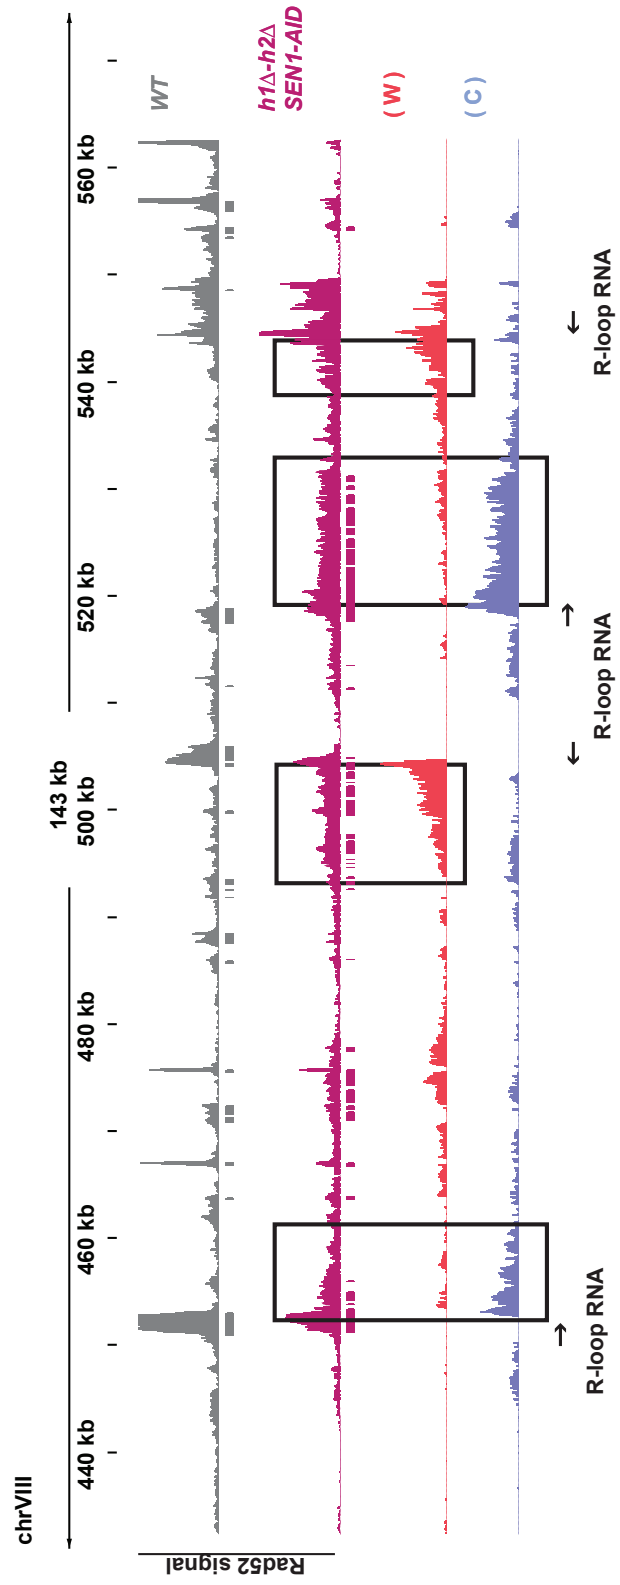 chrVIII
143 kb
440 kb
460 kb
480 kb
500 kb
520 kb
540 kb
560 kb
Rad52 signal
WT
h1Δ-h2Δ
SEN1-AID
( W )
( C )
→
←
→
←
R-loop RNA
R-loop RNA
R-loop RNA